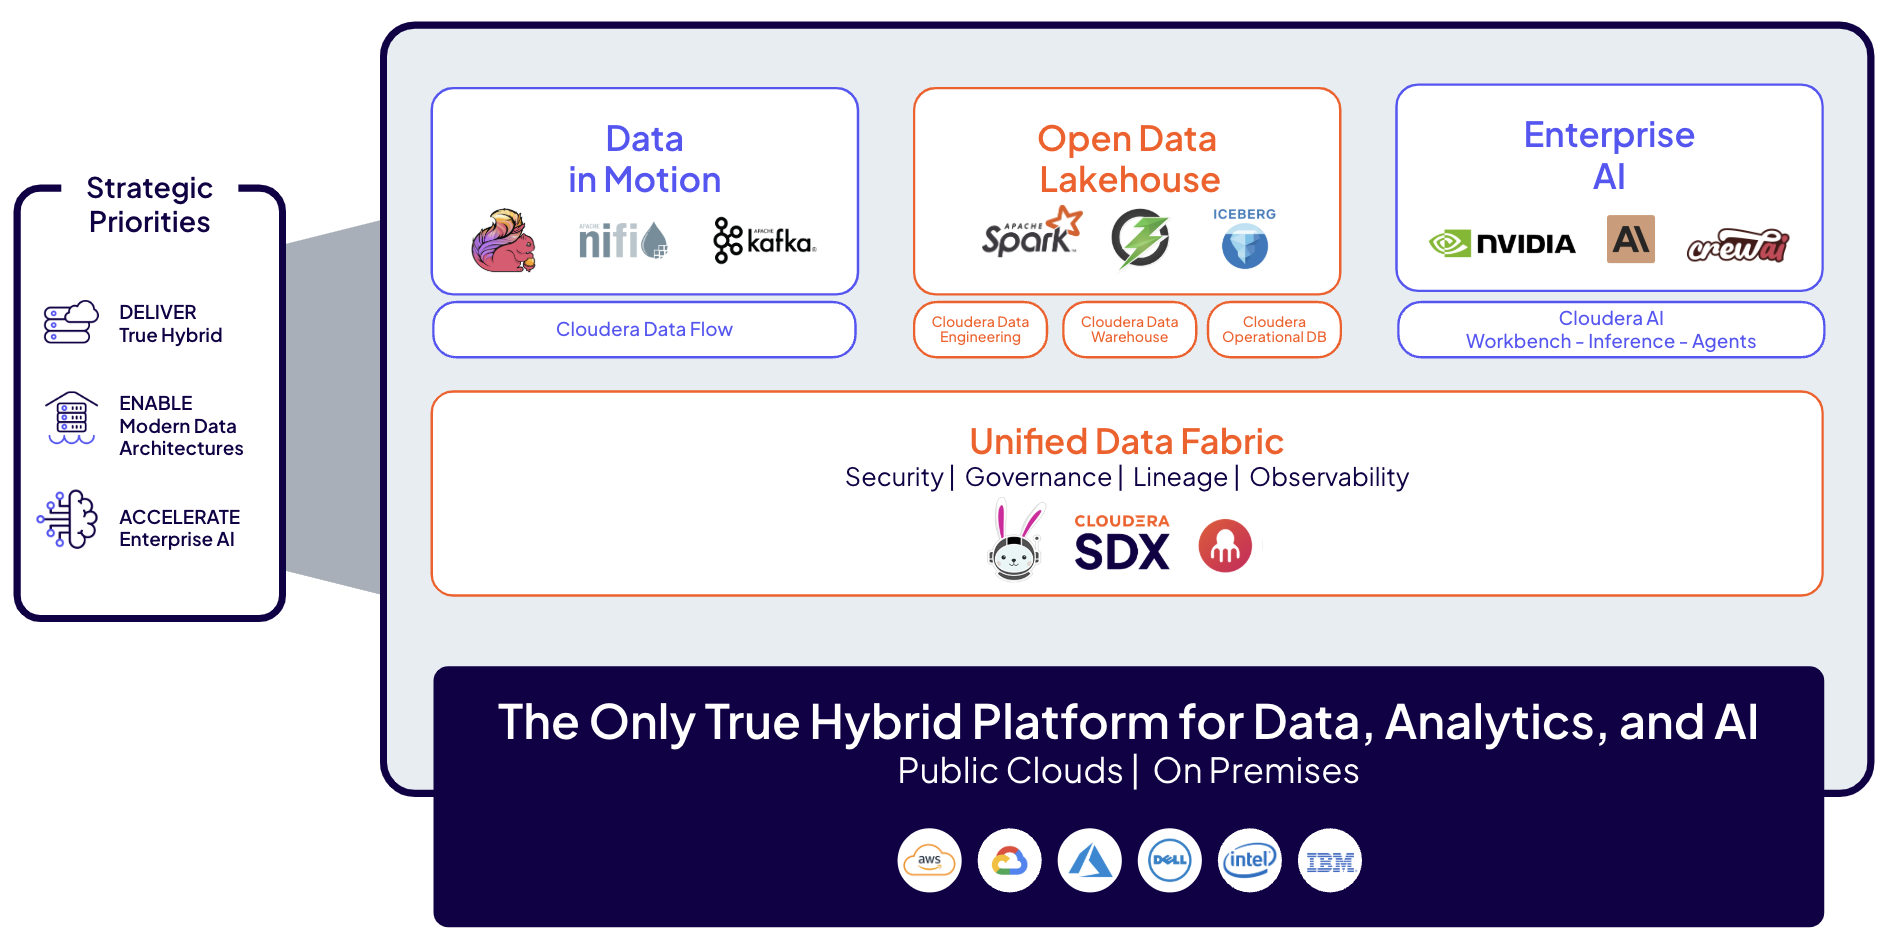 Strategic
Priorities
DELIVER
True Hybrid
ENABLE
Modern Data
Architectures
ACCELERATE
Enterprise AI
Data
in Motion
APACHE
nifi
APACHE
kafka®
Cloudera Data Flow
Open Data
Lakehouse
APACHE
Spark™
ICEBERG
Cloudera Data
Engineering
Cloudera Data
Warehouse
Cloudera
Operational DB
Enterprise
AI
NVIDIA
AI
crewai
Cloudera AI
Workbench - Inference - Agents
Unified Data Fabric
Security | Governance | Lineage | Observability
CLOUDERA
SDX
The Only True Hybrid Platform for Data, Analytics, and AI
Public Clouds | On Premises
aws
DELL
intel
IBM